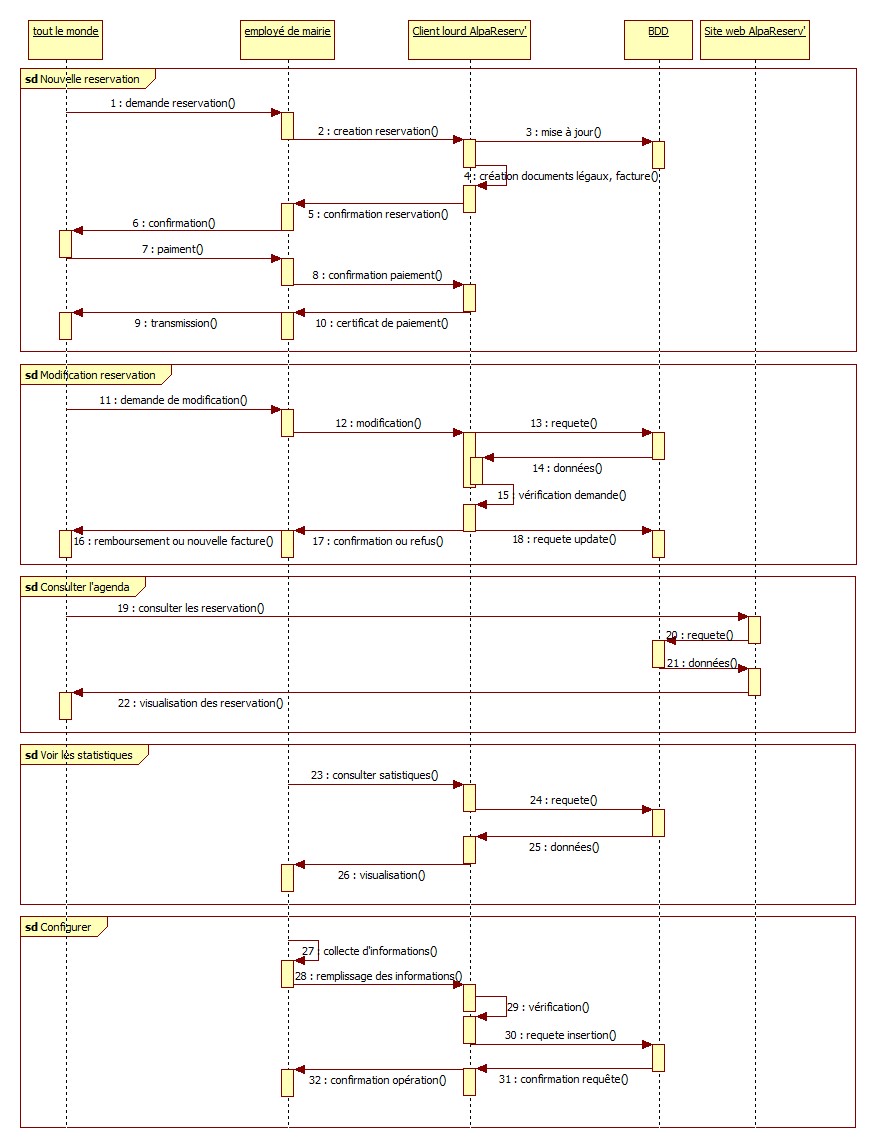 tout le monde
employé de mairie
Client lourd AlpaReserv'
BDD
Site web AlpaReserv'
sd Nouvelle reservation
1 : demande reservation()
2 : creation reservation()
3 : mise à jour()
4 : création documents légaux, facture()
5 : confirmation reservation()
6 : confirmation()
7 : paiment()
8 : confirmation paiement()
9 : transmission()
10 : certificat de paiement()
sd Modification reservation
11 : demande de modification()
12 : modification()
13 : requete()
14 : données()
15 : vérification demande()
16 : remboursement ou nouvelle facture()
17 : confirmation ou refus()
18 : requete update()
sd Consulter l'agenda
19 : consulter les reservation()
20 : requete()
21 : données()
22 : visualisation des reservation()
sd Voir les statistiques
23 : consulter satistiques()
24 : requete()
25 : données()
26 : visualisation()
sd Configurer
27 : collecte d'informations()
28 : remplissage des informations()
29 : vérification()
30 : requete insertion()
31 : confirmation requête()
32 : confirmation opération()